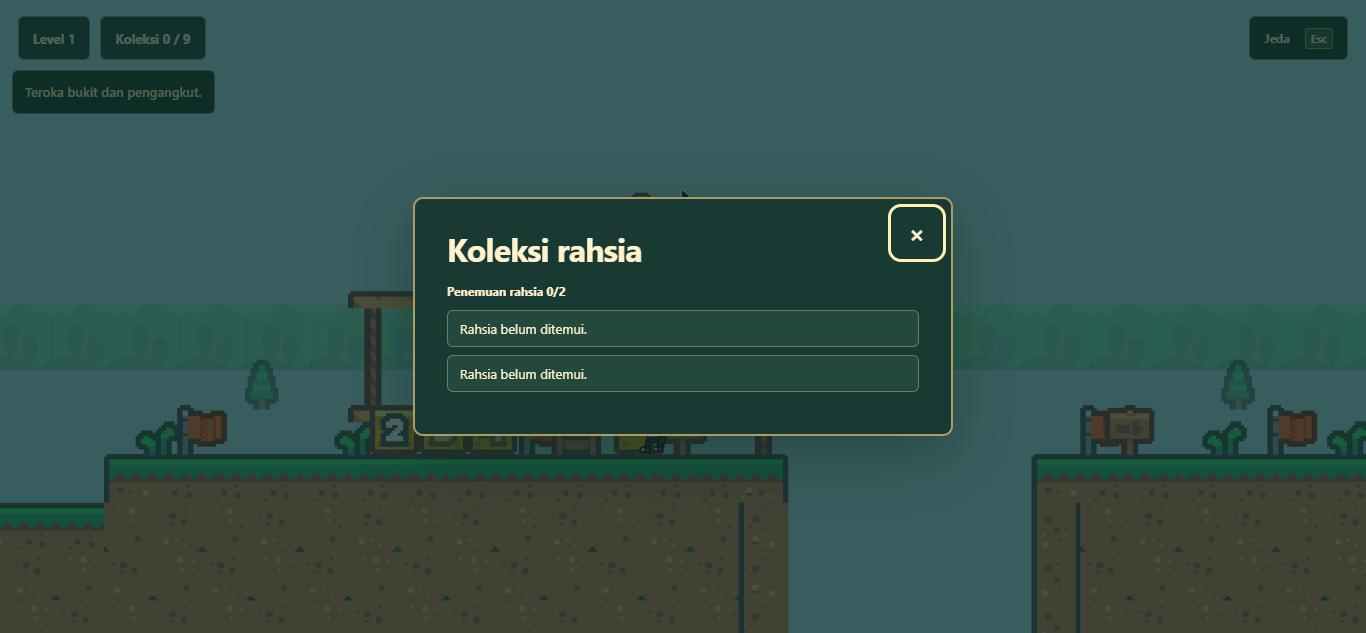 Level 1
Koleksi 0 / 9
Jeda Esc
Teroka bukit dan pengangkut.
Koleksi rahsia
×
Penemuan rahsia 0/2
Rahsia belum ditemui.
Rahsia belum ditemui.
2